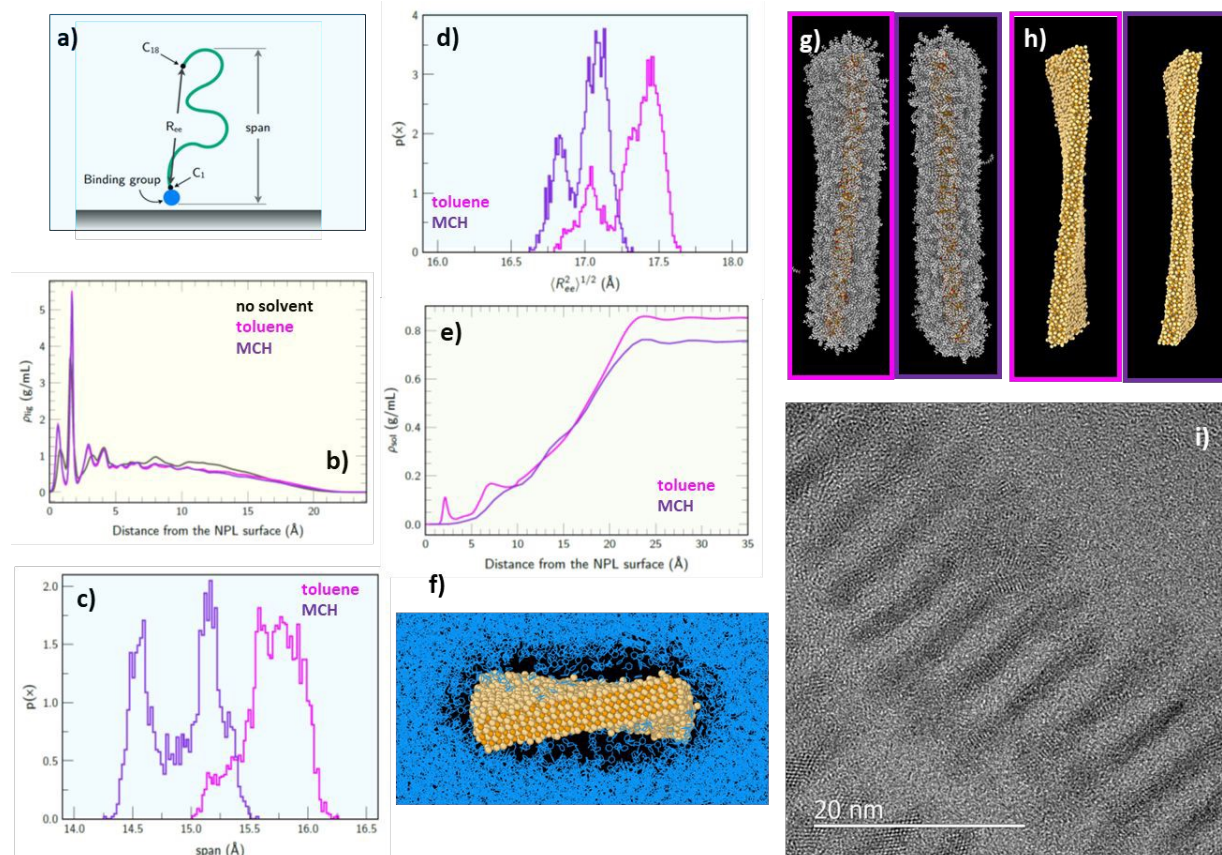 a)
C18
Ree
span
C1
Binding group
b)
no solvent
toluene
MCH
ρlig (g/mL)
5
4
3
2
1
0
0
5
10
15
20
Distance from the NPL surface (Å)
c)
toluene
MCH
p(x)
2.0
1.5
1.0
0.5
0.0
14.0
14.5
15.0
15.5
16.0
16.5
span (Å)
d)
toluene
MCH
p(x)
4
3
2
1
0
16.0
16.5
17.0
17.5
18.0
⟨R²ee⟩1/2 (Å)
e)
toluene
MCH
ρsol (g/mL)
0.8
0.6
0.4
0.2
0.0
0
5
10
15
20
25
30
35
Distance from the NPL surface (Å)
f)
g)
h)
i)
20 nm